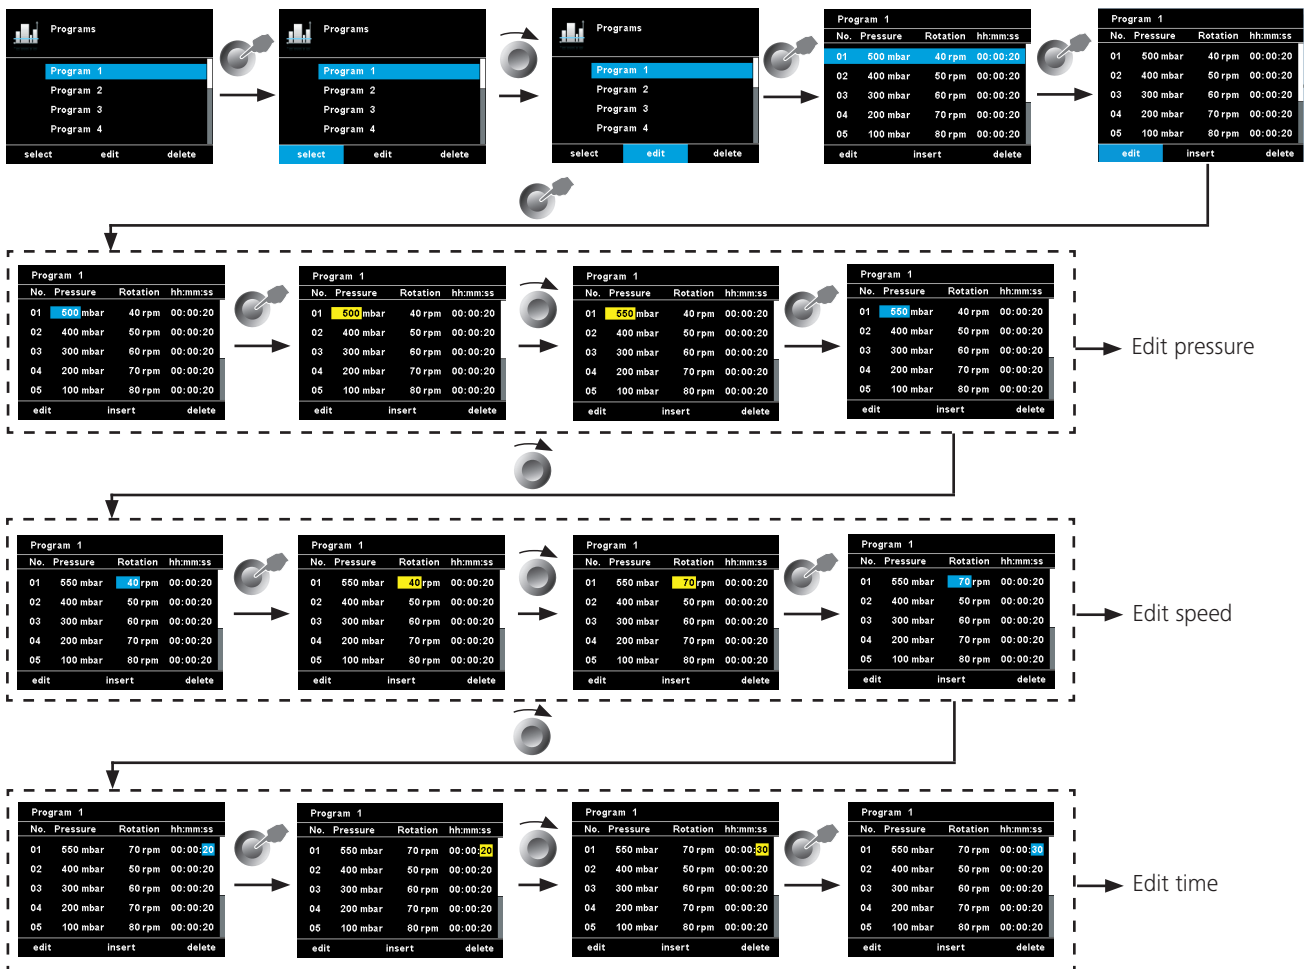 Programs
Program 1
Program 2
Program 3
Program 4
select edit delete
Programs
Program 1
Program 2
Program 3
Program 4
select edit delete
Programs
Program 1
Program 2
Program 3
Program 4
select edit delete
Program 1
No. Pressure Rotation hh:mm:ss
01 500 mbar 40 rpm 00:00:20
02 400 mbar 50 rpm 00:00:20
03 300 mbar 60 rpm 00:00:20
04 200 mbar 70 rpm 00:00:20
05 100 mbar 80 rpm 00:00:20
edit insert delete
Program 1
No. Pressure Rotation hh:mm:ss
01 500 mbar 40 rpm 00:00:20
02 400 mbar 50 rpm 00:00:20
03 300 mbar 60 rpm 00:00:20
04 200 mbar 70 rpm 00:00:20
05 100 mbar 80 rpm 00:00:20
edit insert delete
Program 1
No. Pressure Rotation hh:mm:ss
01 500 mbar 40 rpm 00:00:20
02 400 mbar 50 rpm 00:00:20
03 300 mbar 60 rpm 00:00:20
04 200 mbar 70 rpm 00:00:20
05 100 mbar 80 rpm 00:00:20
edit insert delete
Program 1
No. Pressure Rotation hh:mm:ss
01 500 mbar 40 rpm 00:00:20
02 400 mbar 50 rpm 00:00:20
03 300 mbar 60 rpm 00:00:20
04 200 mbar 70 rpm 00:00:20
05 100 mbar 80 rpm 00:00:20
edit insert delete
Program 1
No. Pressure Rotation hh:mm:ss
01 550 mbar 40 rpm 00:00:20
02 400 mbar 50 rpm 00:00:20
03 300 mbar 60 rpm 00:00:20
04 200 mbar 70 rpm 00:00:20
05 100 mbar 80 rpm 00:00:20
edit insert delete
Program 1
No. Pressure Rotation hh:mm:ss
01 550 mbar 40 rpm 00:00:20
02 400 mbar 50 rpm 00:00:20
03 300 mbar 60 rpm 00:00:20
04 200 mbar 70 rpm 00:00:20
05 100 mbar 80 rpm 00:00:20
edit insert delete
Edit pressure
Program 1
No. Pressure Rotation hh:mm:ss
01 550 mbar 40 rpm 00:00:20
02 400 mbar 50 rpm 00:00:20
03 300 mbar 60 rpm 00:00:20
04 200 mbar 70 rpm 00:00:20
05 100 mbar 80 rpm 00:00:20
edit insert delete
Program 1
No. Pressure Rotation hh:mm:ss
01 550 mbar 40 rpm 00:00:20
02 400 mbar 50 rpm 00:00:20
03 300 mbar 60 rpm 00:00:20
04 200 mbar 70 rpm 00:00:20
05 100 mbar 80 rpm 00:00:20
edit insert delete
Program 1
No. Pressure Rotation hh:mm:ss
01 550 mbar 70 rpm 00:00:20
02 400 mbar 50 rpm 00:00:20
03 300 mbar 60 rpm 00:00:20
04 200 mbar 70 rpm 00:00:20
05 100 mbar 80 rpm 00:00:20
edit insert delete
Program 1
No. Pressure Rotation hh:mm:ss
01 550 mbar 70 rpm 00:00:20
02 400 mbar 50 rpm 00:00:20
03 300 mbar 60 rpm 00:00:20
04 200 mbar 70 rpm 00:00:20
05 100 mbar 80 rpm 00:00:20
edit insert delete
Edit speed
Program 1
No. Pressure Rotation hh:mm:ss
01 550 mbar 70 rpm 00:00:20
02 400 mbar 50 rpm 00:00:20
03 300 mbar 60 rpm 00:00:20
04 200 mbar 70 rpm 00:00:20
05 100 mbar 80 rpm 00:00:20
edit insert delete
Program 1
No. Pressure Rotation hh:mm:ss
01 550 mbar 70 rpm 00:00:20
02 400 mbar 50 rpm 00:00:20
03 300 mbar 60 rpm 00:00:20
04 200 mbar 70 rpm 00:00:20
05 100 mbar 80 rpm 00:00:20
edit insert delete
Program 1
No. Pressure Rotation hh:mm:ss
01 550 mbar 70 rpm 00:00:30
02 400 mbar 50 rpm 00:00:20
03 300 mbar 60 rpm 00:00:20
04 200 mbar 70 rpm 00:00:20
05 100 mbar 80 rpm 00:00:20
edit insert delete
Program 1
No. Pressure Rotation hh:mm:ss
01 550 mbar 70 rpm 00:00:30
02 400 mbar 50 rpm 00:00:20
03 300 mbar 60 rpm 00:00:20
04 200 mbar 70 rpm 00:00:20
05 100 mbar 80 rpm 00:00:20
edit insert delete
Edit time